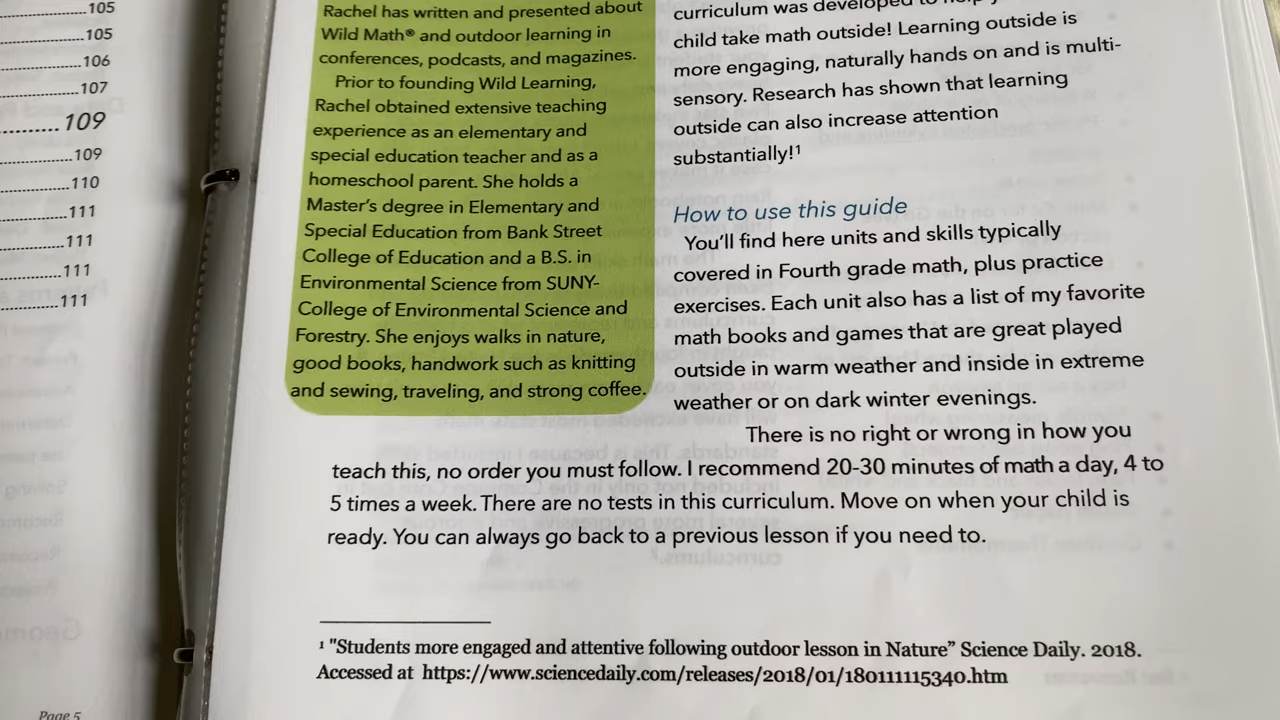 105
105
106
107
109
109
110
111
111
111
111
Page 5
Rachel has written and presented about
Wild Math® and outdoor learning in
conferences, podcasts, and magazines.
Prior to founding Wild Learning,
Rachel obtained extensive teaching
experience as an elementary and
special education teacher and as a
homeschool parent. She holds a
Master's degree in Elementary and
Special Education from Bank Street
College of Education and a B.S. in
Environmental Science from SUNY-
College of Environmental Science and
Forestry. She enjoys walks in nature,
good books, handwork such as knitting
and sewing, traveling, and strong coffee.
curriculum was developed to
child take math outside! Learning outside is
more engaging, naturally hands on and is multi-
sensory. Research has shown that learning
outside can also increase attention
substantially!¹
How to use this guide
You'll find here units and skills typically
covered in Fourth grade math, plus practice
exercises. Each unit also has a list of my favorite
math books and games that are great played
outside in warm weather and inside in extreme
weather or on dark winter evenings.
There is no right or wrong in how you
teach this, no order you must follow. I recommend 20-30 minutes of math a day, 4 to
5 times a week. There are no tests in this curriculum. Move on when your child is
ready. You can always go back to a previous lesson if you need to.
¹ "Students more engaged and attentive following outdoor lesson in Nature” Science Daily. 2018.
Accessed at https://www.sciencedaily.com/releases/2018/01/180111115340.htm